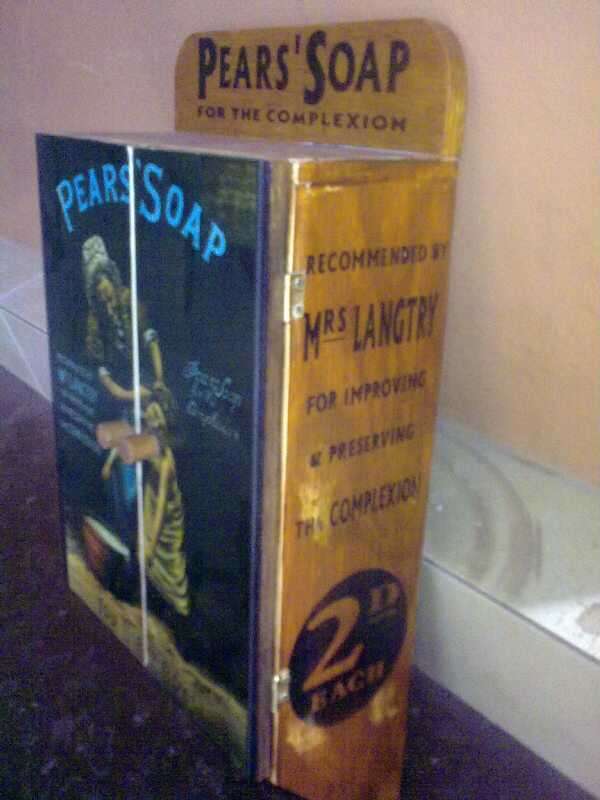 PEARS' SOAP
FOR THE COMPLEXION
PEARS' SOAP
RECOMMENDED BY
MRS LANGTRY
FOR IMPROVING
& PRESERVING
THE COMPLEXION
2D
EACH